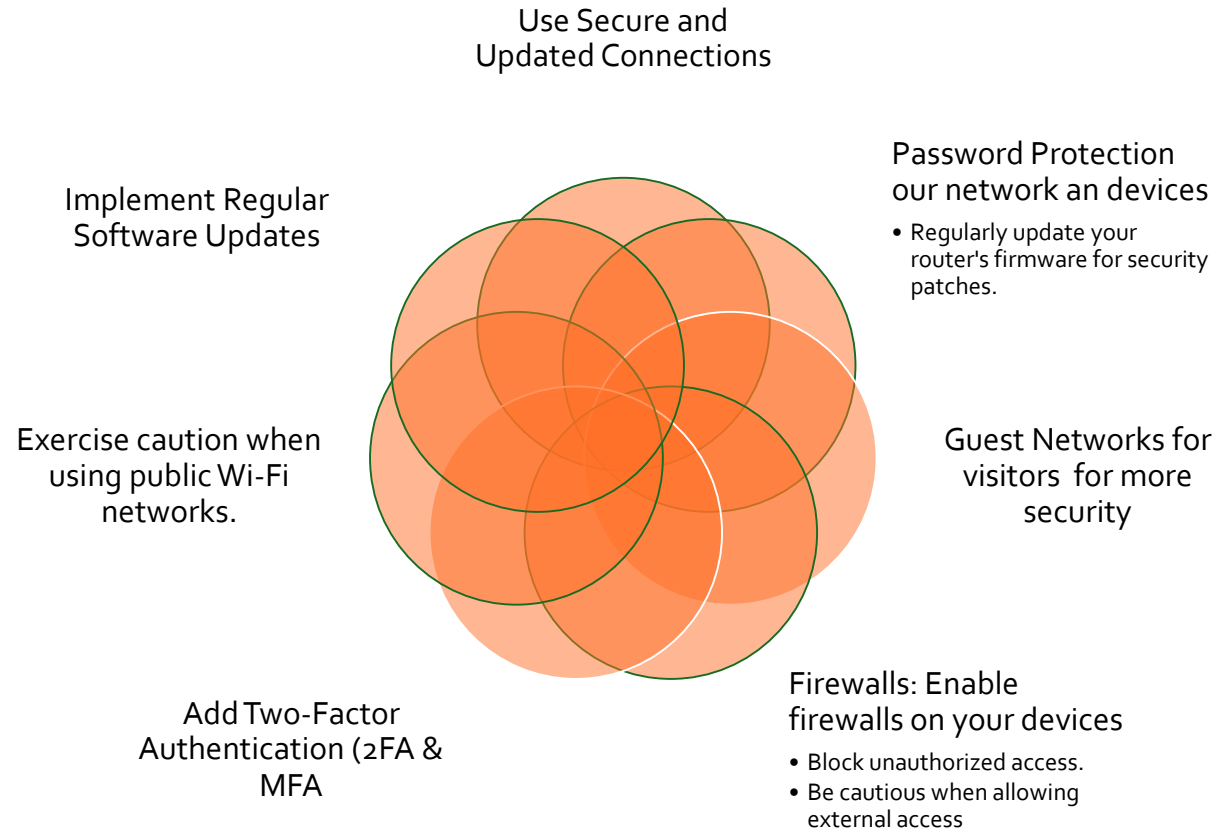 Use Secure and
Updated Connections
Password Protection
our network an devices
• Regularly update your
router's firmware for security
patches.
Guest Networks for
visitors  for more
security
Firewalls: Enable
firewalls on your devices
• Block unauthorized access.
• Be cautious when allowing
external access
Add Two-Factor
Authentication (2FA &
MFA
Exercise caution when
using public Wi-Fi
networks.
Implement Regular
Software Updates